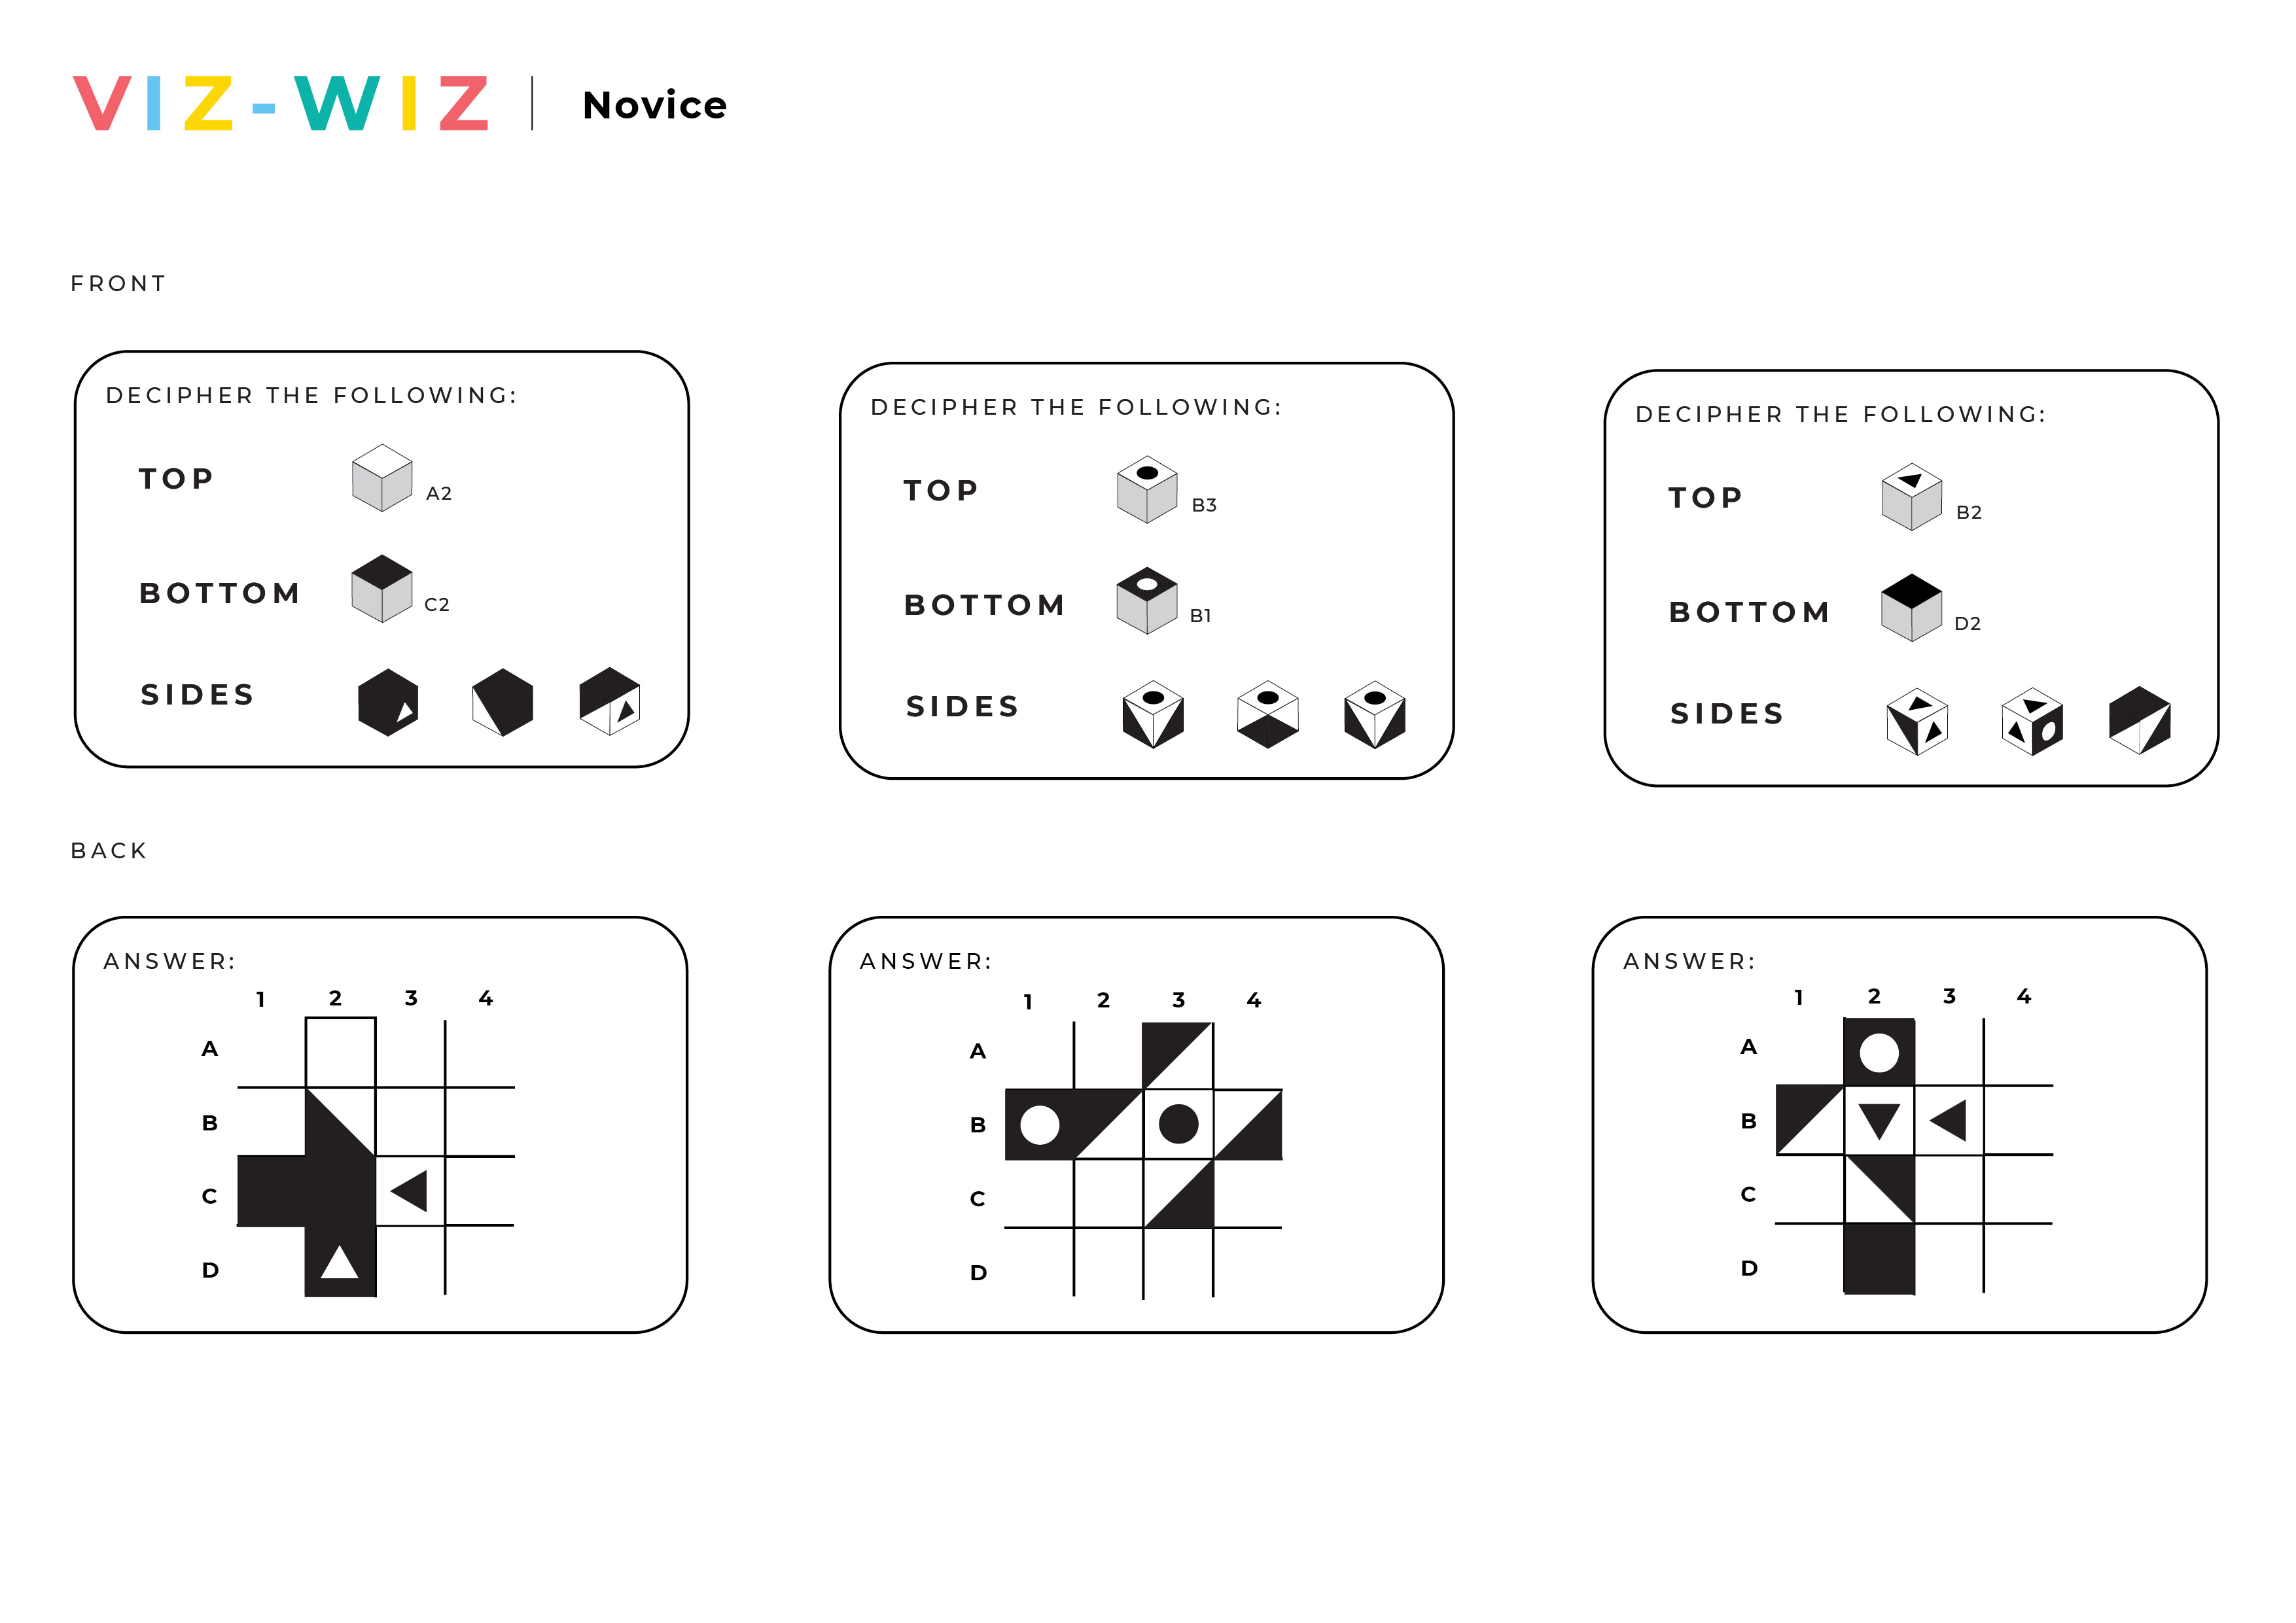 VIZ-WIZ | Novice
FRONT
DECIPHER THE FOLLOWING:
TOP A2
BOTTOM C2
SIDES
DECIPHER THE FOLLOWING:
TOP B3
BOTTOM B1
SIDES
DECIPHER THE FOLLOWING:
TOP B2
BOTTOM D2
SIDES
BACK
ANSWER:
1 2 3 4
A
B
C
D
ANSWER:
1 2 3 4
A
B
C
D
ANSWER:
1 2 3 4
A
B
C
D